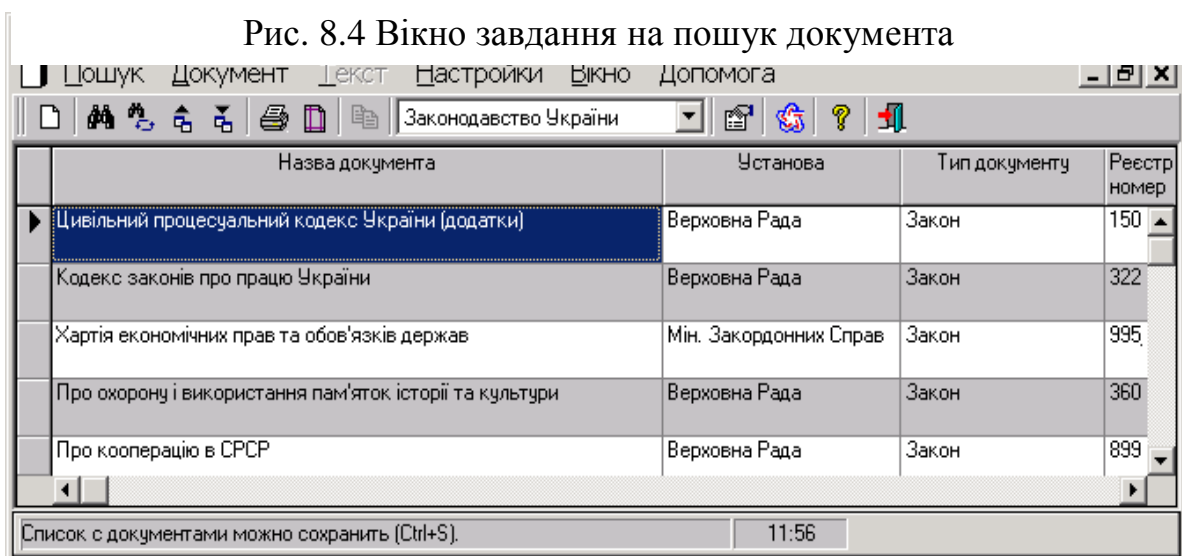 Рис. 8.4 Вікно завдання на пошук документа
Пошук Документ Текст Настройки Вікно Допомога
Законодавство України
Назва документа Установа Тип документу Реєстр номер
Цивільний процесуальний кодекс України (додатки) Верховна Рада Закон 150
Кодекс законів про працю України Верховна Рада Закон 322
Хартія економічних прав та обов'язків держав Мін. Закордонних Справ Закон 995
Про охорону і використання пам'яток історії та культури Верховна Рада Закон 360
Про кооперацію в СРСР Верховна Рада Закон 899
Список с документами можно сохранить (Ctrl+S). 11:56